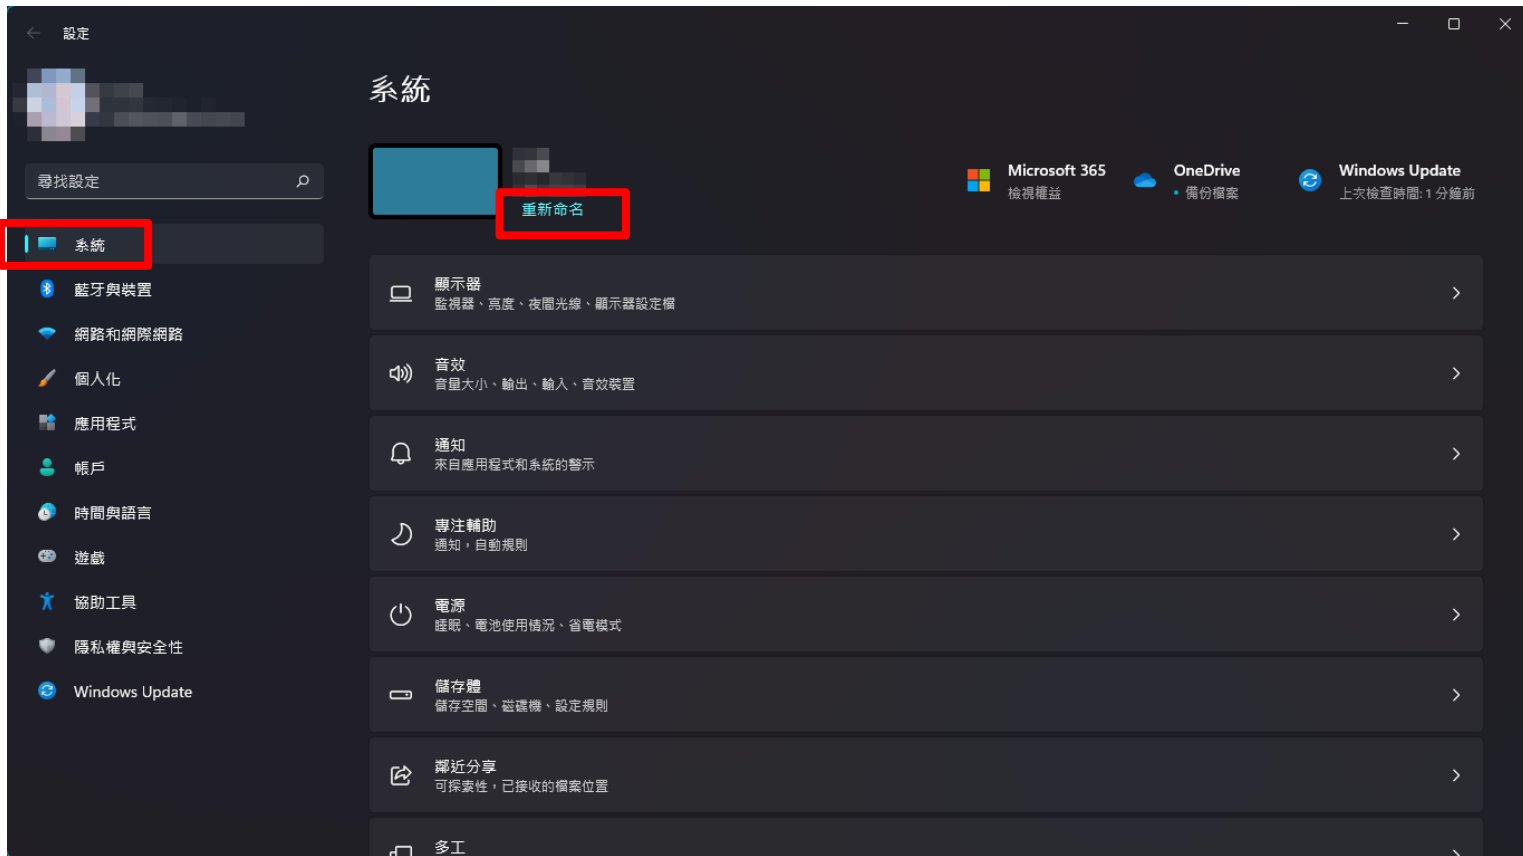 設定
尋找設定
系統
藍牙與裝置
網路和網際網路
個人化
應用程式
帳戶
時間與語言
遊戲
協助工具
隱私權與安全性
Windows Update
系統
重新命名
Microsoft 365
檢視權益
OneDrive
• 備份檔案
Windows Update
上次檢查時間: 1 分鐘前
顯示器
監視器、亮度、夜間光線、顯示器設定檔
音效
音量大小、輸出、輸入、音效裝置
通知
來自應用程式和系統的警示
專注輔助
通知，自動規則
電源
睡眠、電池使用情況、省電模式
儲存體
儲存空間、磁碟機、設定規則
鄰近分享
可探索性，已接收的檔案位置
多工